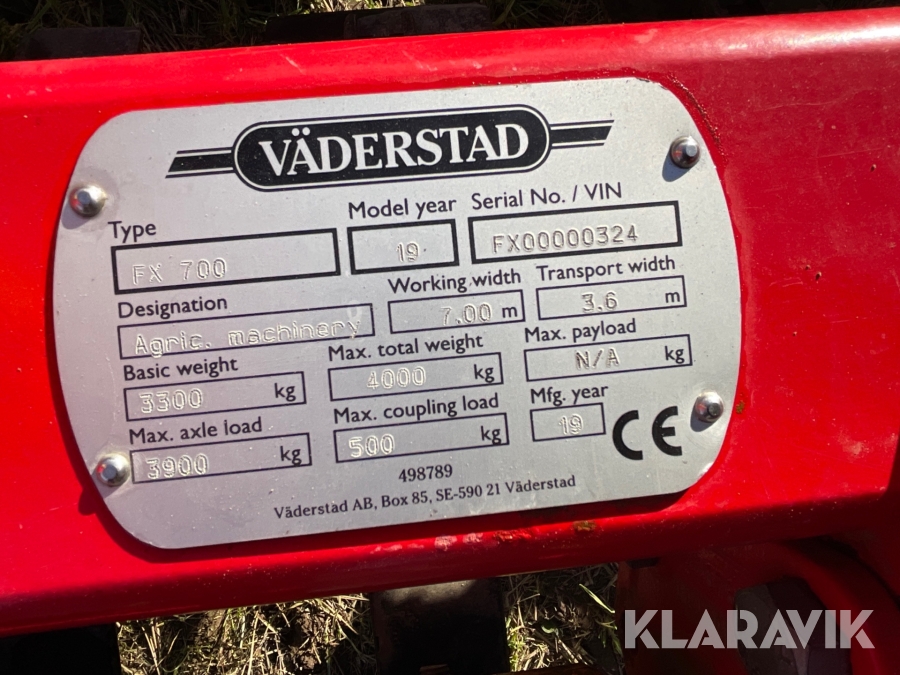 VÄDERSTAD
Type
FX 700
Model year
19
Serial No. / VIN
FX00000324
Designation
Agric. machinery
Working width
7.00 m
Transport width
3.6 m
Basic weight
3300 kg
Max. total weight
4000 kg
Max. payload
N/A kg
Max. axle load
3900 kg
Max. coupling load
500 kg
Mfg. year
19
CE
498789
Väderstad AB, Box 85, SE-590 21 Väderstad
KLARAVIK